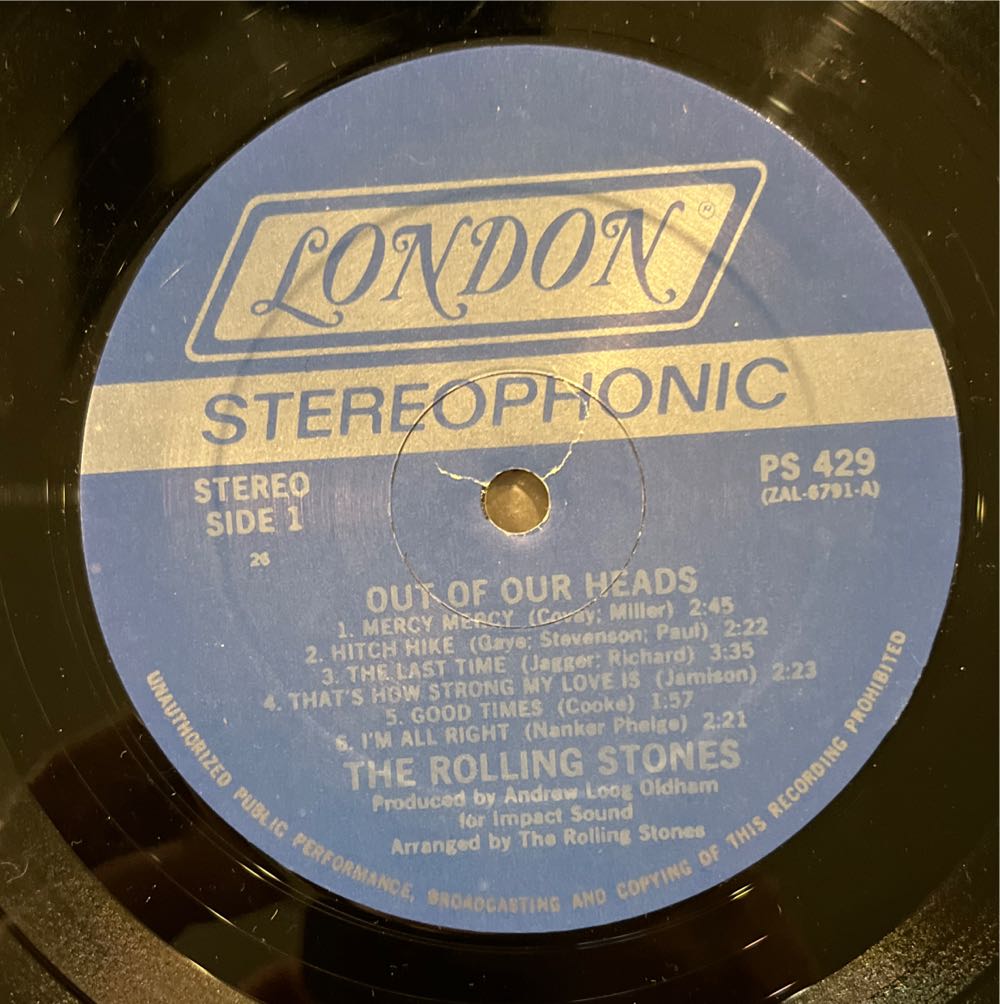 LONDON ®
STEREOPHONIC
STEREO
SIDE 1
PS 429
(ZAL-6791-A)
26
OUT OF OUR HEADS
1. MERCY MERCY (Covay; Miller) 2:45
2. HITCH HIKE (Gaye; Stevenson; Paul) 2:22
3. THE LAST TIME (Jagger; Richard) 3:35
4. THAT'S HOW STRONG MY LOVE IS (Jamison) 2:23
5. GOOD TIMES (Cooke) 1:57
6. I'M ALL RIGHT (Nanker Phelge) 2:21
THE ROLLING STONES
Produced by Andrew Loog Oldham
for Impact Sound
Arranged by The Rolling Stones
UNAUTHORIZED PUBLIC PERFORMANCE, BROADCASTING AND COPYING OF THIS RECORDING PROHIBITED